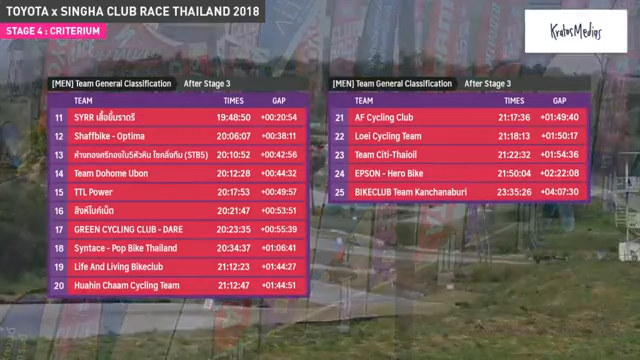 TOYOTA x SINGHA CLUB RACE THAILAND 2018
STAGE 4 : CRITERIUM
KratosMedias
[MEN] Team General Classification After Stage 3
TEAM TIMES GAP
11 SYRR เสื้อยิ้มราตรี 19:48:50 +00:20:54
12 Shaffbike - Optima 20:06:07 +00:38:11
13 ห้างทองศรีทองใบ5หัวหิน โชคสิ่งทิม (STB5) 20:10:52 +00:42:56
14 Team Dohome Ubon 20:12:28 +00:44:32
15 TTL Power 20:17:53 +00:49:57
16 สิงห์ไบค์เน็ต 20:21:47 +00:53:51
17 GREEN CYCLING CLUB - DARE 20:23:35 +00:55:39
18 Syntace - Pop Bike Thailand 20:34:37 +01:06:41
19 Life And Living Bikeclub 21:12:23 +01:44:27
20 Huahin Chaam Cycling Team 21:12:47 +01:44:51
[MEN] Team General Classification After Stage 3
TEAM TIMES GAP
21 AF Cycling Club 21:17:36 +01:49:40
22 Loei Cycling Team 21:18:13 +01:50:17
23 Team Citi-Thaioil 21:22:32 +01:54:36
24 EPSON - Hero Bike 21:50:04 +02:22:08
25 BIKECLUB Team Kanchanaburi 23:35:26 +04:07:30